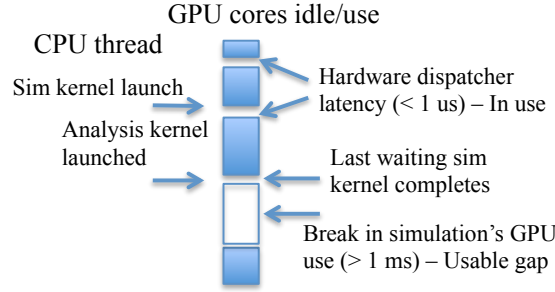 GPU cores idle/use
CPU thread
Sim kernel launch
Analysis kernel
launched
Hardware dispatcher
latency (< 1 us) – In use
Last waiting sim
kernel completes
Break in simulation's GPU
use (> 1 ms) – Usable gap